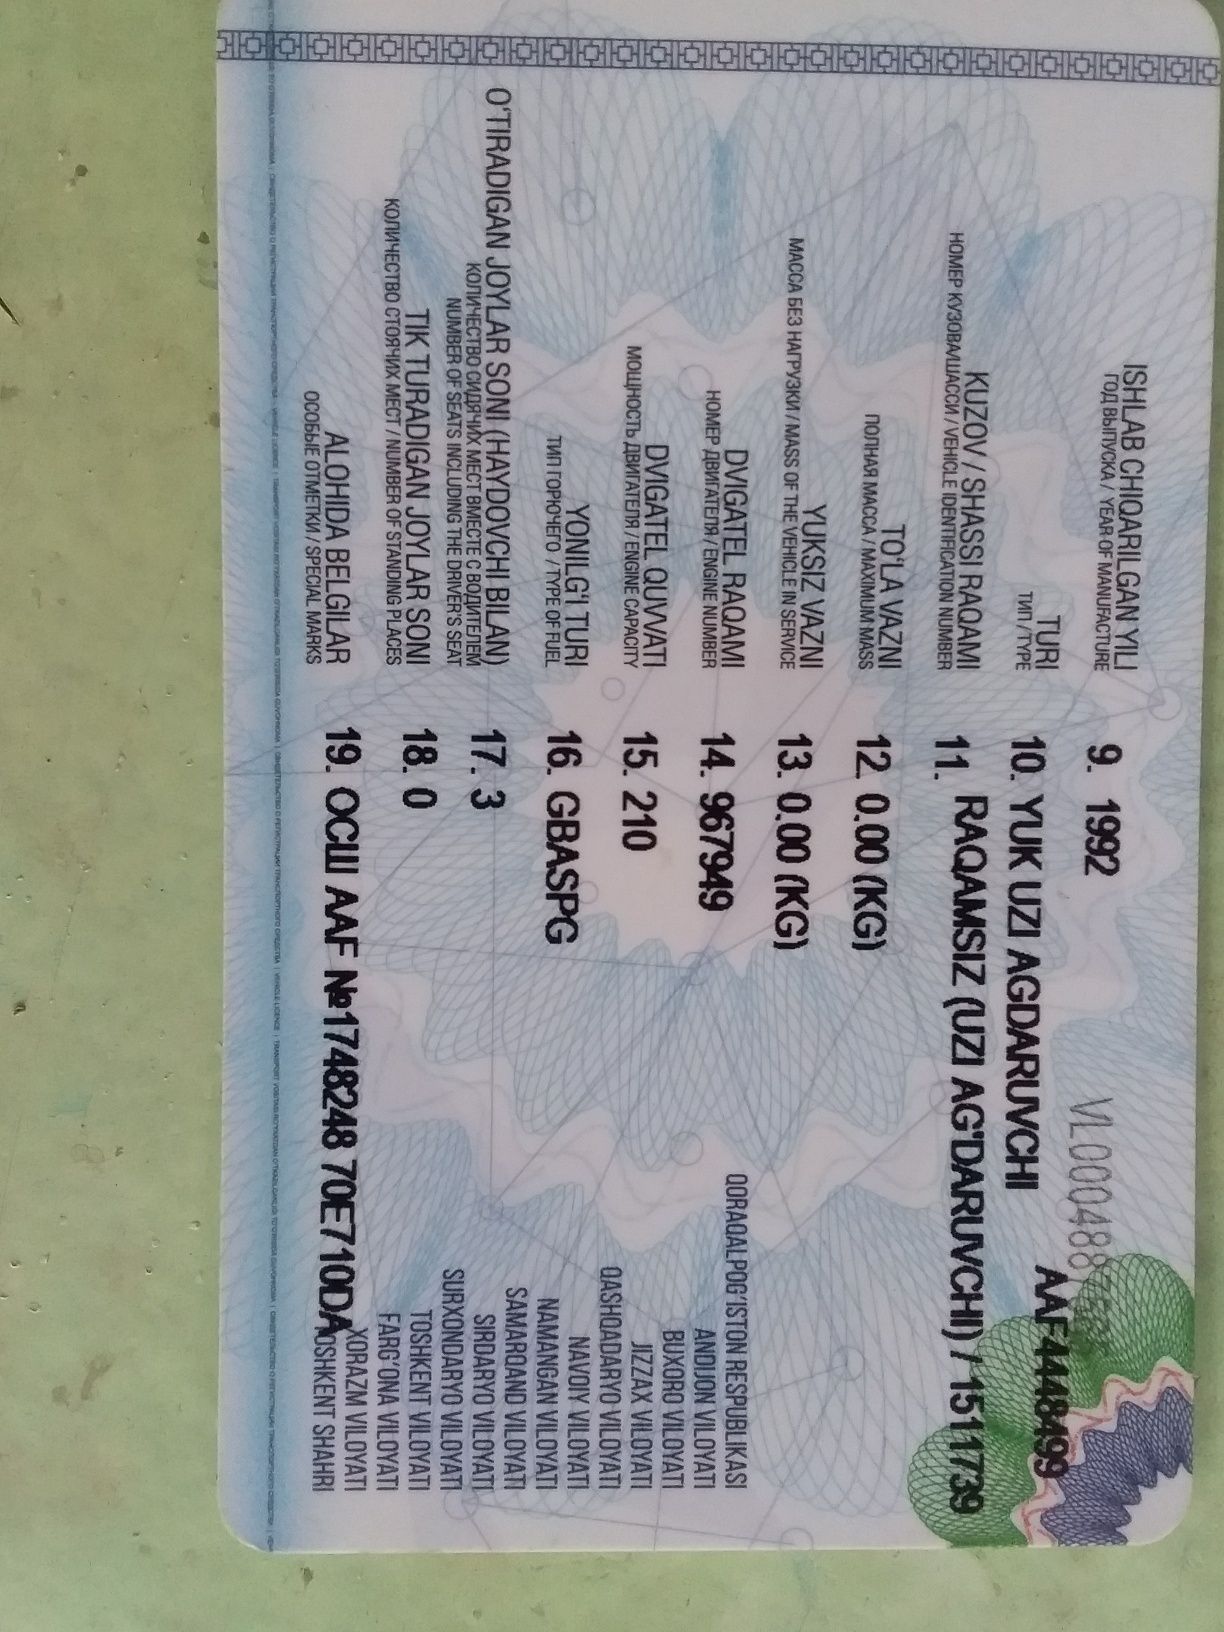 VL000488
ISHLAB CHIQARILGAN YILI 9. 1992
ГОД ВЫПУСКА / YEAR OF MANUFACTURE
AAF4448499
TURI 10. YUK UZI AGDARUVCHI
ТИП / TYPE
KUZOV / SHASSI RAQAMI 11. RAQAMSIZ (UZI AG'DARUVCHI) / 1511739
НОМЕР КУЗОВА/ШАССИ / VEHICLE IDENTIFICATION NUMBER
TO'LA VAZNI 12. 0.00 (KG)
ПОЛНАЯ МАССА / MAXIMUM MASS
YUKSIZ VAZNI 13. 0.00 (KG)
МАССА БЕЗ НАГРУЗКИ / MASS OF THE VEHICLE IN SERVICE
DVIGATEL RAQAMI 14. 967949
НОМЕР ДВИГАТЕЛЯ / ENGINE NUMBER
DVIGATEL QUVVATI 15. 210
МОЩНОСТЬ ДВИГАТЕЛЯ / ENGINE CAPACITY
YONILG'I TURI 16. GBASPG
ТИП ГОРЮЧЕГО / TYPE OF FUEL
O'TIRADIGAN JOYLAR SONI (HAYDOVCHI BILAN) 17. 3
КОЛИЧЕСТВО СИДЯЧИХ МЕСТ ВМЕСТЕ С ВОДИТЕЛЕМ
NUMBER OF SEATS INCLUDING THE DRIVER'S SEAT
TIK TURADIGAN JOYLAR SONI 18. 0
КОЛИЧЕСТВО СТОЯЧИХ МЕСТ / NUMBER OF STANDING PLACES
ALOHIDA BELGILAR 19. ОСШ AAF №1748248 70E710DA
ОСОБЫЕ ОТМЕТКИ / SPECIAL MARKS
QORAQALPOG'ISTON RESPUBLIKASI
ANDIJON VILOYATI
BUXORO VILOYATI
JIZZAX VILOYATI
QASHQADARYO VILOYATI
NAVOIY VILOYATI
NAMANGAN VILOYATI
SAMARQAND VILOYATI
SIRDARYO VILOYATI
SURXONDARYO VILOYATI
TOSHKENT VILOYATI
FARG'ONA VILOYATI
XORAZM VILOYATI
TOSHKENT SHAHRI